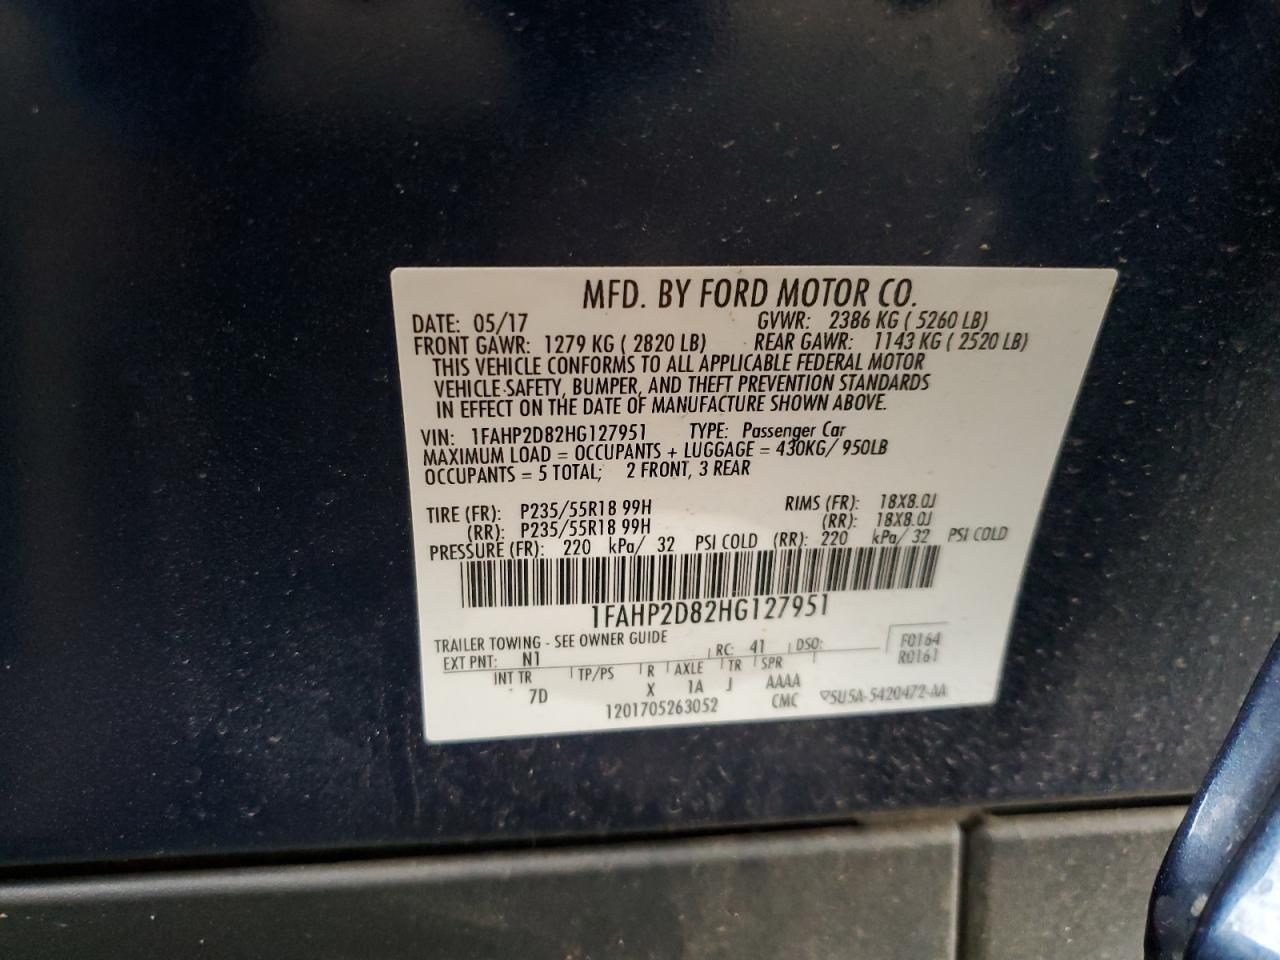 MFD. BY FORD MOTOR CO.
DATE: 05/17 GVWR: 2386 KG ( 5260 LB)
FRONT GAWR: 1279 KG ( 2820 LB) REAR GAWR: 1143 KG ( 2520 LB)
THIS VEHICLE CONFORMS TO ALL APPLICABLE FEDERAL MOTOR
VEHICLE SAFETY, BUMPER, AND THEFT PREVENTION STANDARDS
IN EFFECT ON THE DATE OF MANUFACTURE SHOWN ABOVE.
VIN: 1FAHP2D82HG127951 TYPE: Passenger Car
MAXIMUM LOAD = OCCUPANTS + LUGGAGE = 430KG/ 950LB
OCCUPANTS = 5 TOTAL; 2 FRONT, 3 REAR
TIRE (FR): P235/55R18 99H RIMS (FR): 18X8.0J
(RR): P235/55R18 99H (RR): 18X8.0J
PRESSURE (FR): 220 kPa/ 32 PSI COLD (RR): 220 kPa/ 32 PSI COLD
1FAHP2D82HG127951
TRAILER TOWING - SEE OWNER GUIDE F0164
EXT PNT: N1 RC: 41 DSO: R0161
INT TR TP/PS R AXLE TR SPR
7D X 1A J AAAA
1201705263052 CMC ▽5U5A-5420472-AA